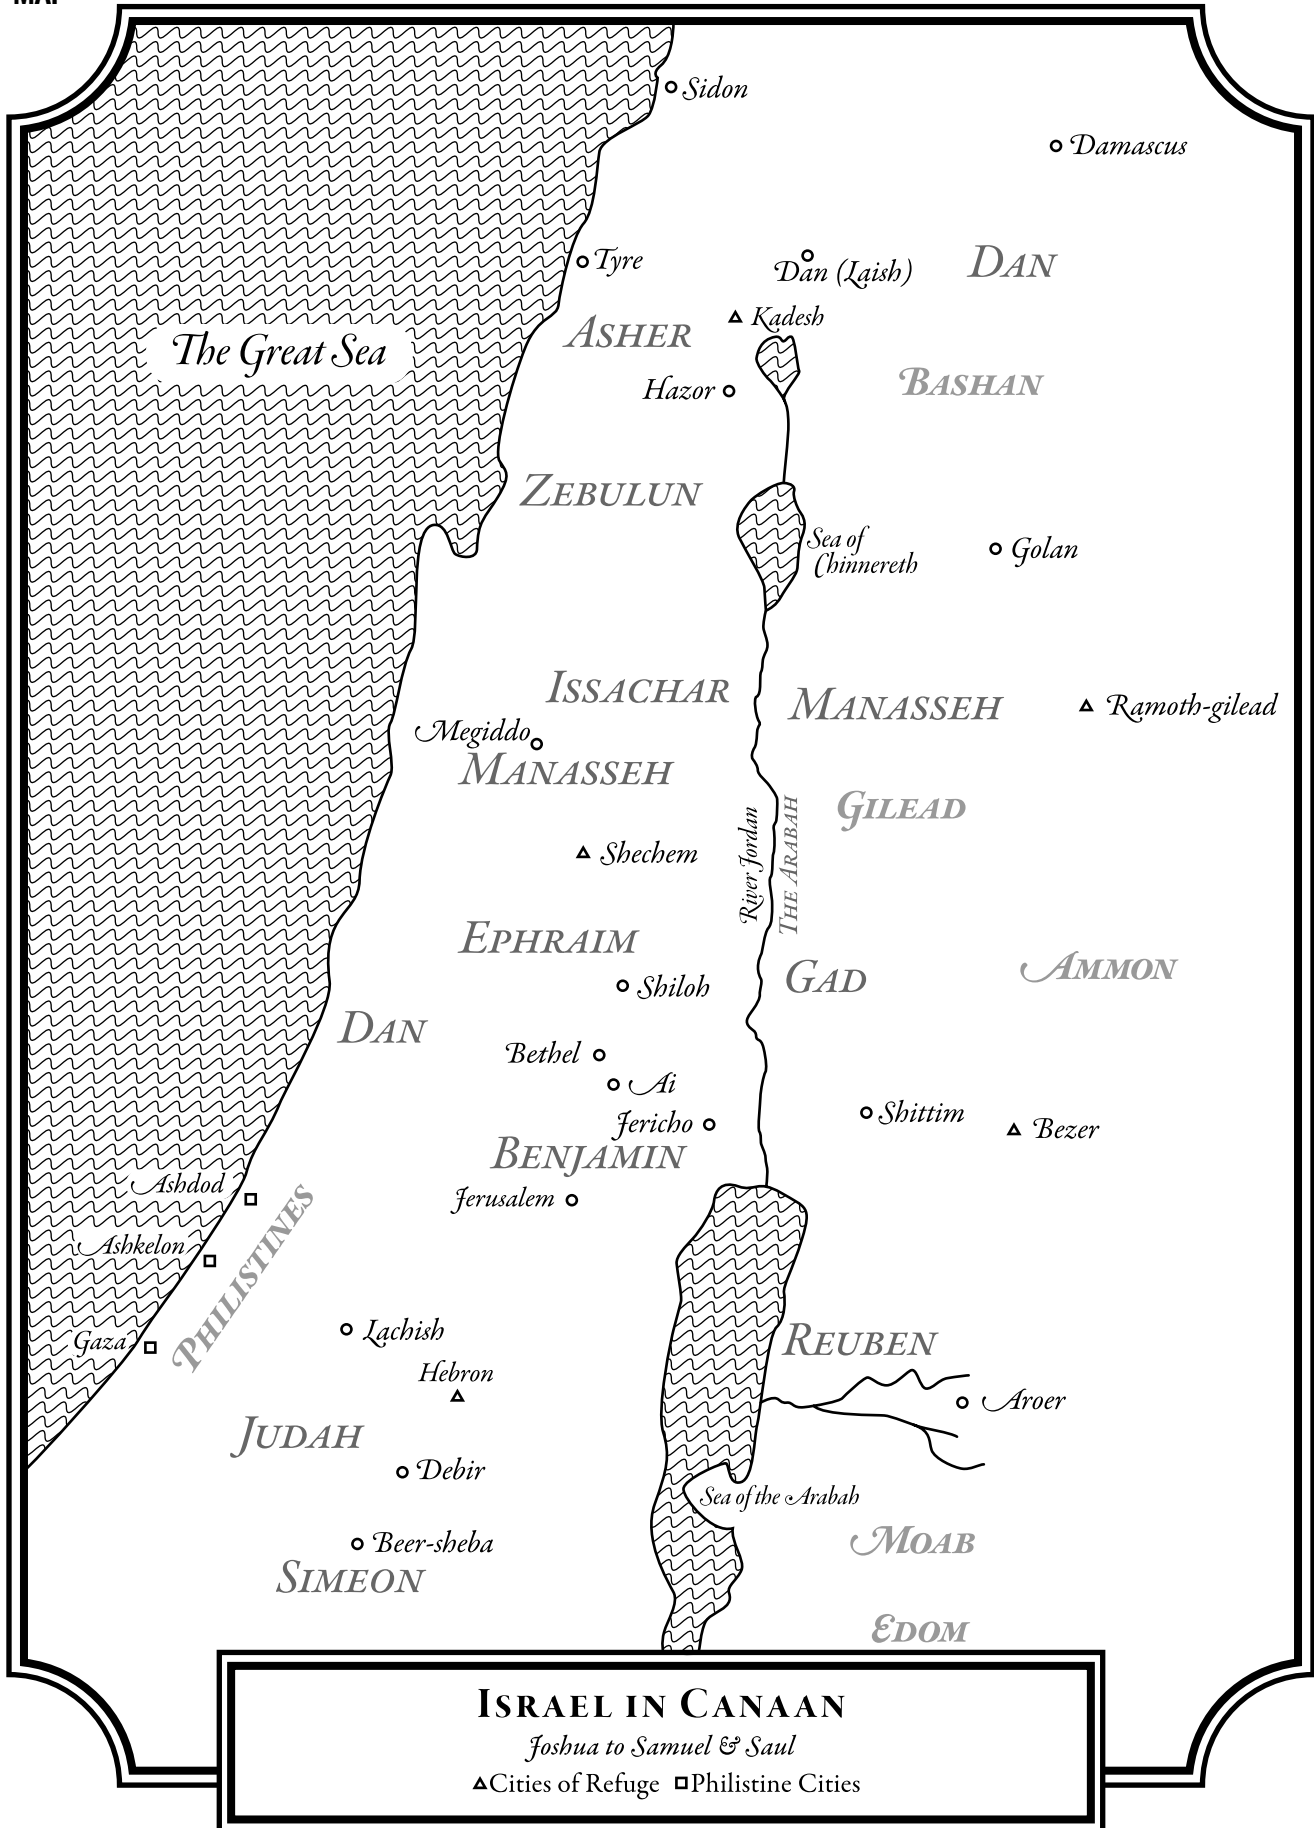 MAP
Sidon
Damascus
Tyre
Dan (Laish)
DAN
Kadesh
ASHER
The Great Sea
Hazor
BASHAN
ZEBULUN
Sea of
Chinnereth
Golan
ISSACHAR
MANASSEH
Ramoth-gilead
Megiddo
MANASSEH
GILEAD
River Jordan
THE ARABAH
Shechem
EPHRAIM
AMMON
GAD
Shiloh
DAN
Bethel
Ai
Shittim
Jericho
Bezer
BENJAMIN
Ashdod
Jerusalem
PHILISTINES
Ashkelon
Lachish
Gaza
REUBEN
Hebron
Aroer
JUDAH
Debir
Sea of the Arabah
Beer-sheba
MOAB
SIMEON
EDOM
ISRAEL IN CANAAN
Joshua to Samuel & Saul
Cities of Refuge Philistine Cities